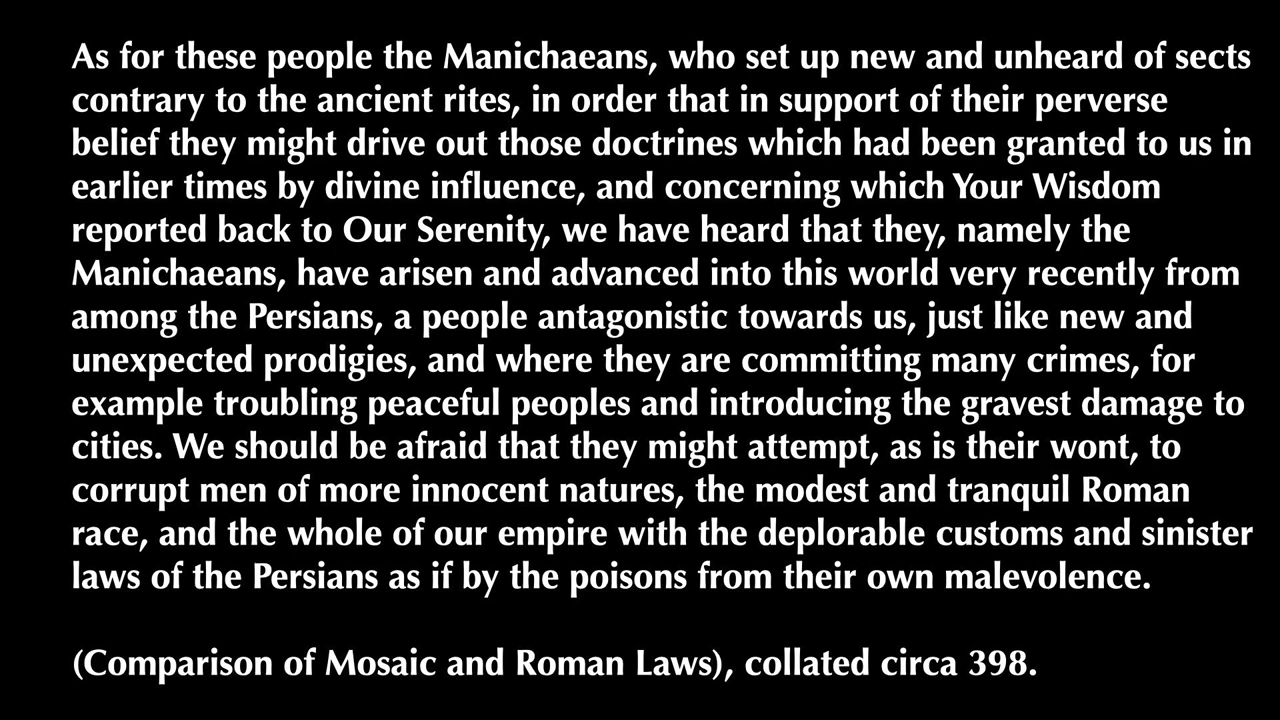 As for these people the Manichaeans, who set up new and unheard of sects
contrary to the ancient rites, in order that in support of their perverse
belief they might drive out those doctrines which had been granted to us in
earlier times by divine influence, and concerning which Your Wisdom
reported back to Our Serenity, we have heard that they, namely the
Manichaeans, have arisen and advanced into this world very recently from
among the Persians, a people antagonistic towards us, just like new and
unexpected prodigies, and where they are committing many crimes, for
example troubling peaceful peoples and introducing the gravest damage to
cities. We should be afraid that they might attempt, as is their wont, to
corrupt men of more innocent natures, the modest and tranquil Roman
race, and the whole of our empire with the deplorable customs and sinister
laws of the Persians as if by the poisons from their own malevolence.
(Comparison of Mosaic and Roman Laws), collated circa 398.